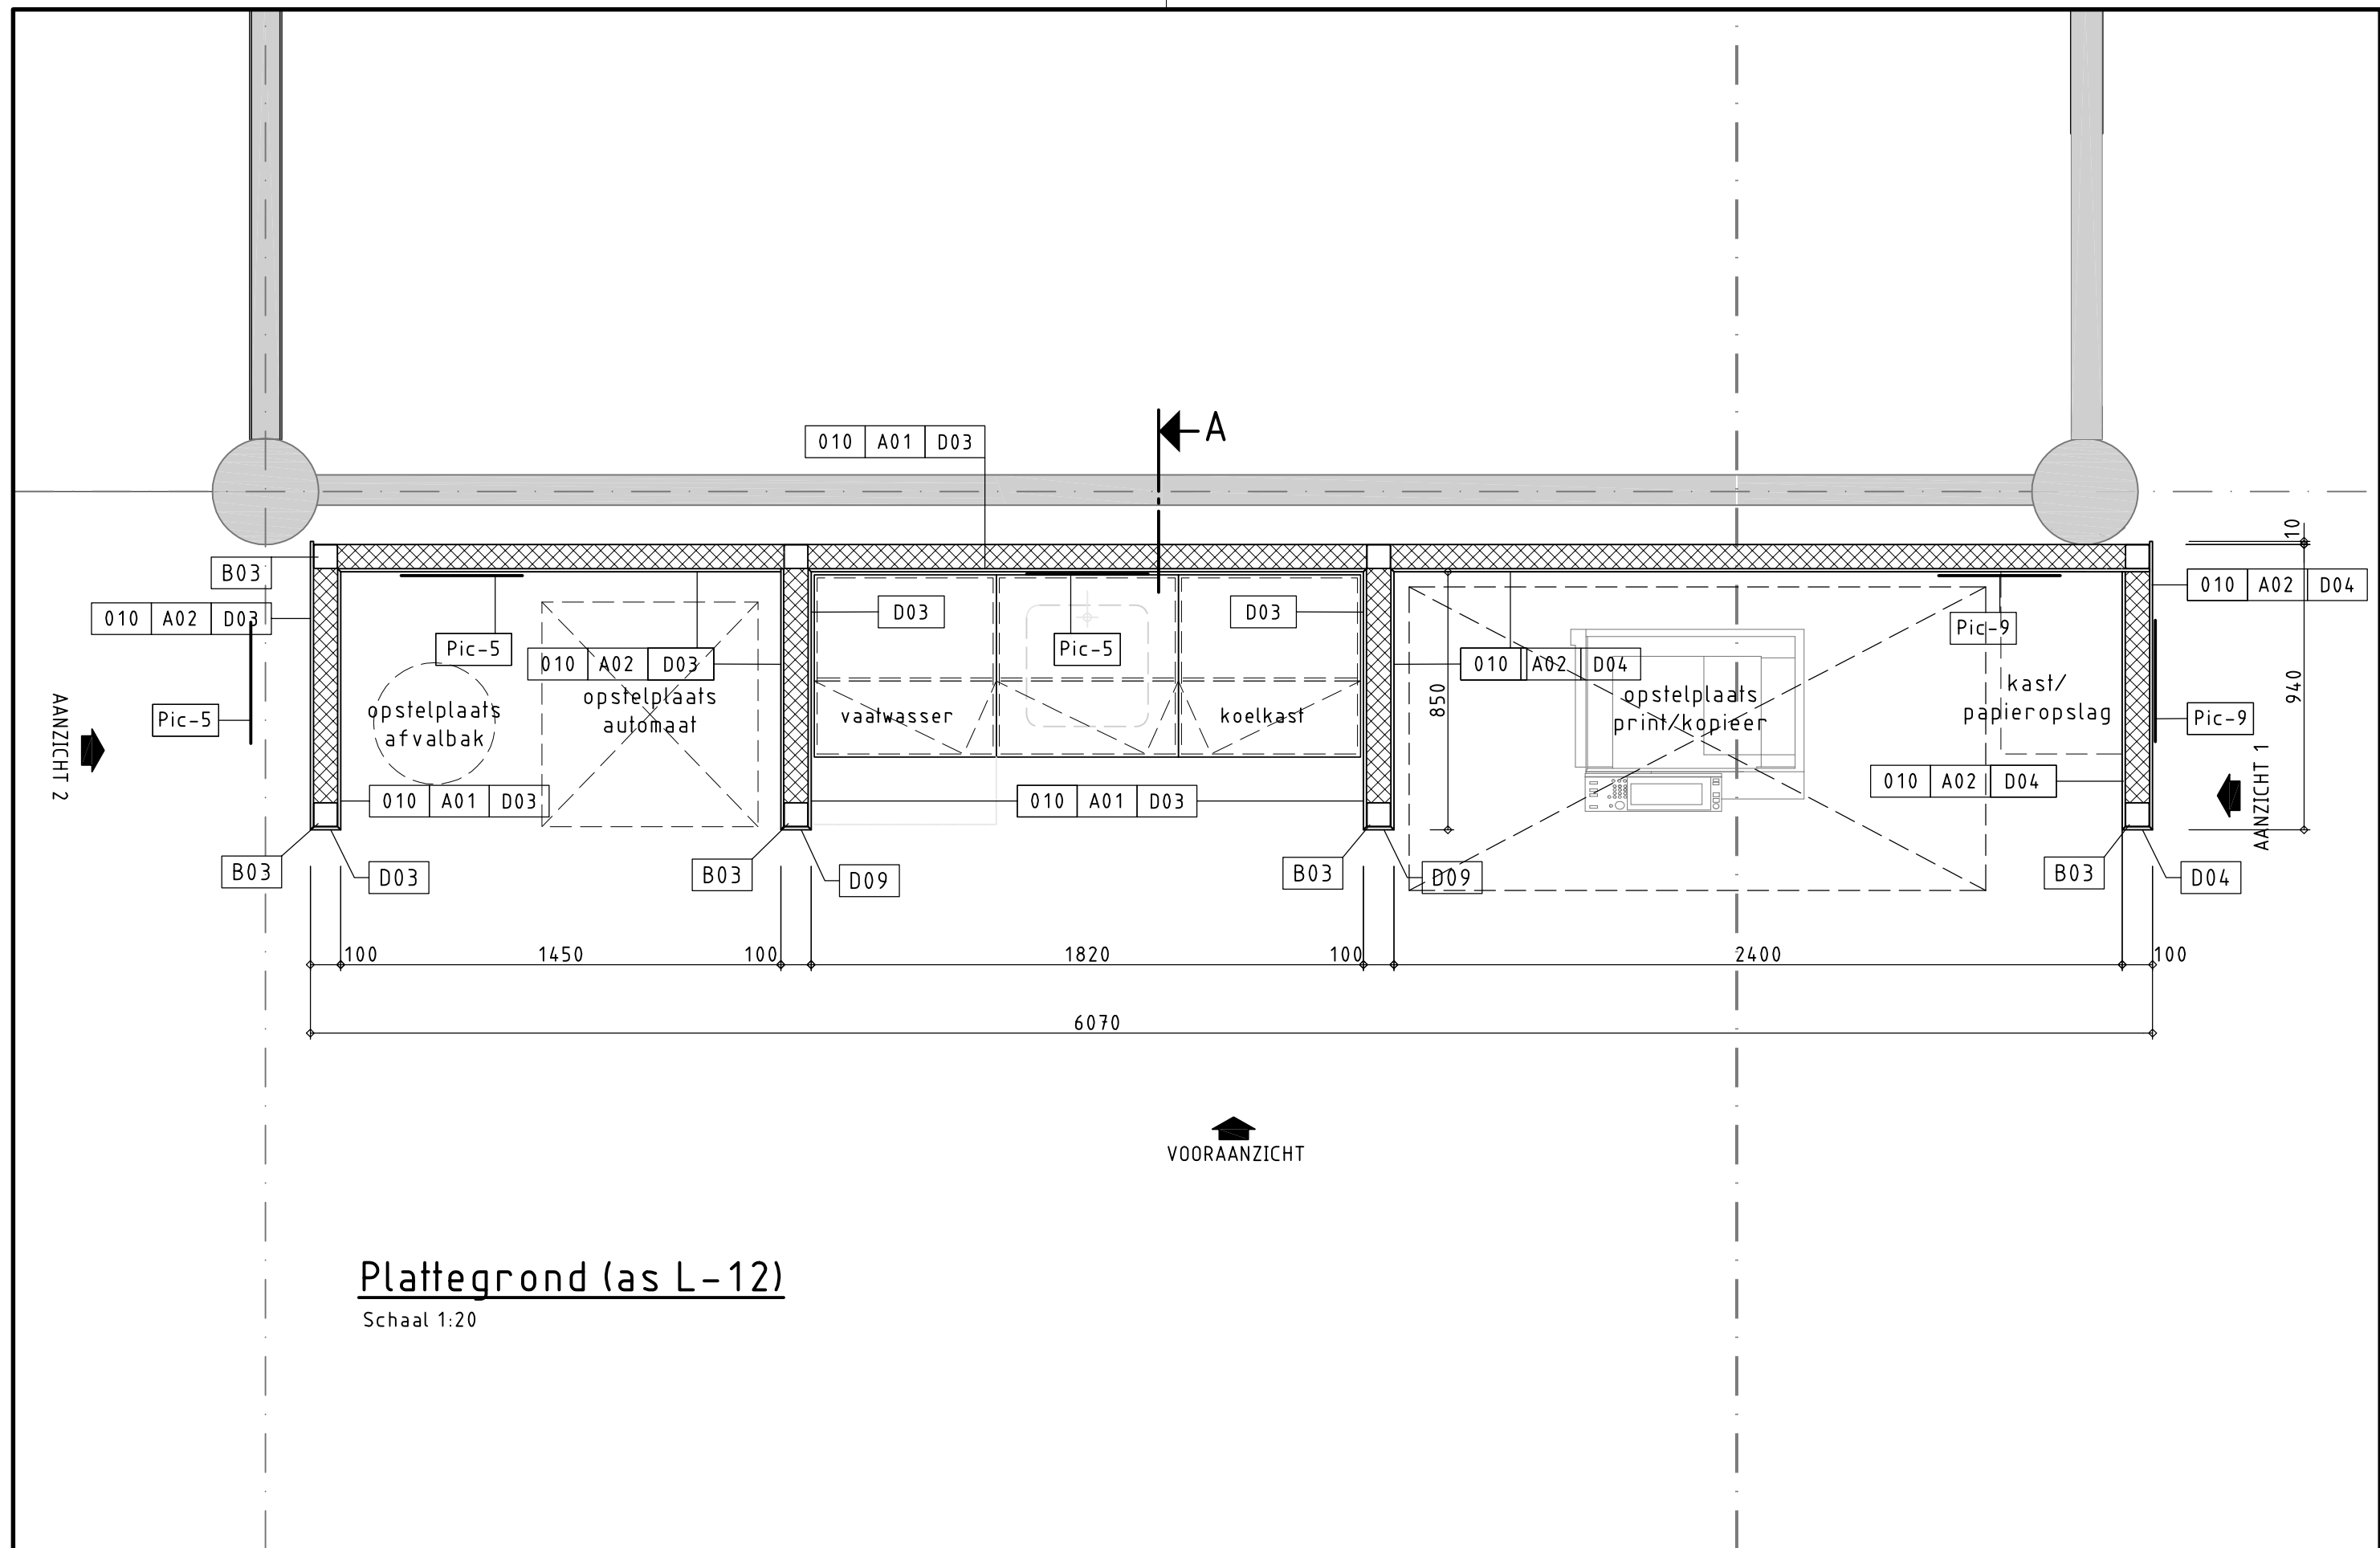 A
010 A01 D03
10
B03
010 A02 D03
D03
D03
010 A02 D04
Pic-5
Pic-5
Pic-9
010 A02 D03
010 A02 D04
850
940
opstelplaats
afvalbak
opstelplaats
automaat
vaatwasser
koelkast
opstelplaats
print/kopieer
kast/
papieropslag
AANZICHT 2
Pic-5
Pic-9
AANZICHT 1
010 A01 D03
010 A01 D03
010 A02 D04
B03
D03
B03
D09
B03
D09
B03
D04
100
1450
100
1820
100
2400
100
6070
VOORAANZICHT
Plattegrond (as L-12)
Schaal 1:20